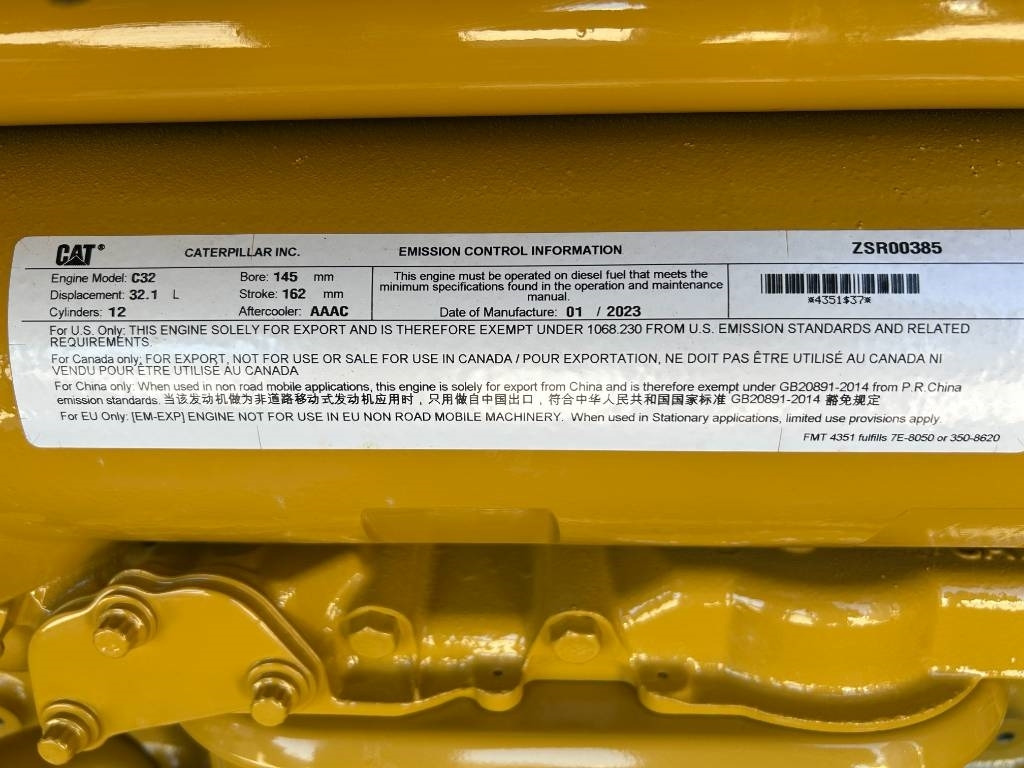 CAT® CATERPILLAR INC. EMISSION CONTROL INFORMATION ZSR00385
Engine Model: C32 Bore: 145 mm
Displacement: 32.1 L Stroke: 162 mm
Cylinders: 12 Aftercooler: AAAC
This engine must be operated on diesel fuel that meets the
minimum specifications found in the operation and maintenance
manual.
Date of Manufacture: 01 / 2023
*4351$37*
For U.S. Only: THIS ENGINE SOLELY FOR EXPORT AND IS THEREFORE EXEMPT UNDER 1068.230 FROM U.S. EMISSION STANDARDS AND RELATED
REQUIREMENTS.
For Canada only: FOR EXPORT, NOT FOR USE OR SALE FOR USE IN CANADA / POUR EXPORTATION, NE DOIT PAS ÊTRE UTILISÉ AU CANADA NI
VENDU POUR ÊTRE UTILISÉ AU CANADA
For China only: When used in non road mobile applications, this engine is solely for export from China and is therefore exempt under GB20891-2014 from P.R.China
emission standards. 当该发动机做为非道路移动式发动机应用时，只用做自中国出口，符合中华人民共和国国家标准 GB20891-2014 豁免规定
For EU Only: [EM-EXP] ENGINE NOT FOR USE IN EU NON ROAD MOBILE MACHINERY. When used in Stationary applications, limited use provisions apply.
FMT 4351 fulfills 7E-8050 or 350-8620